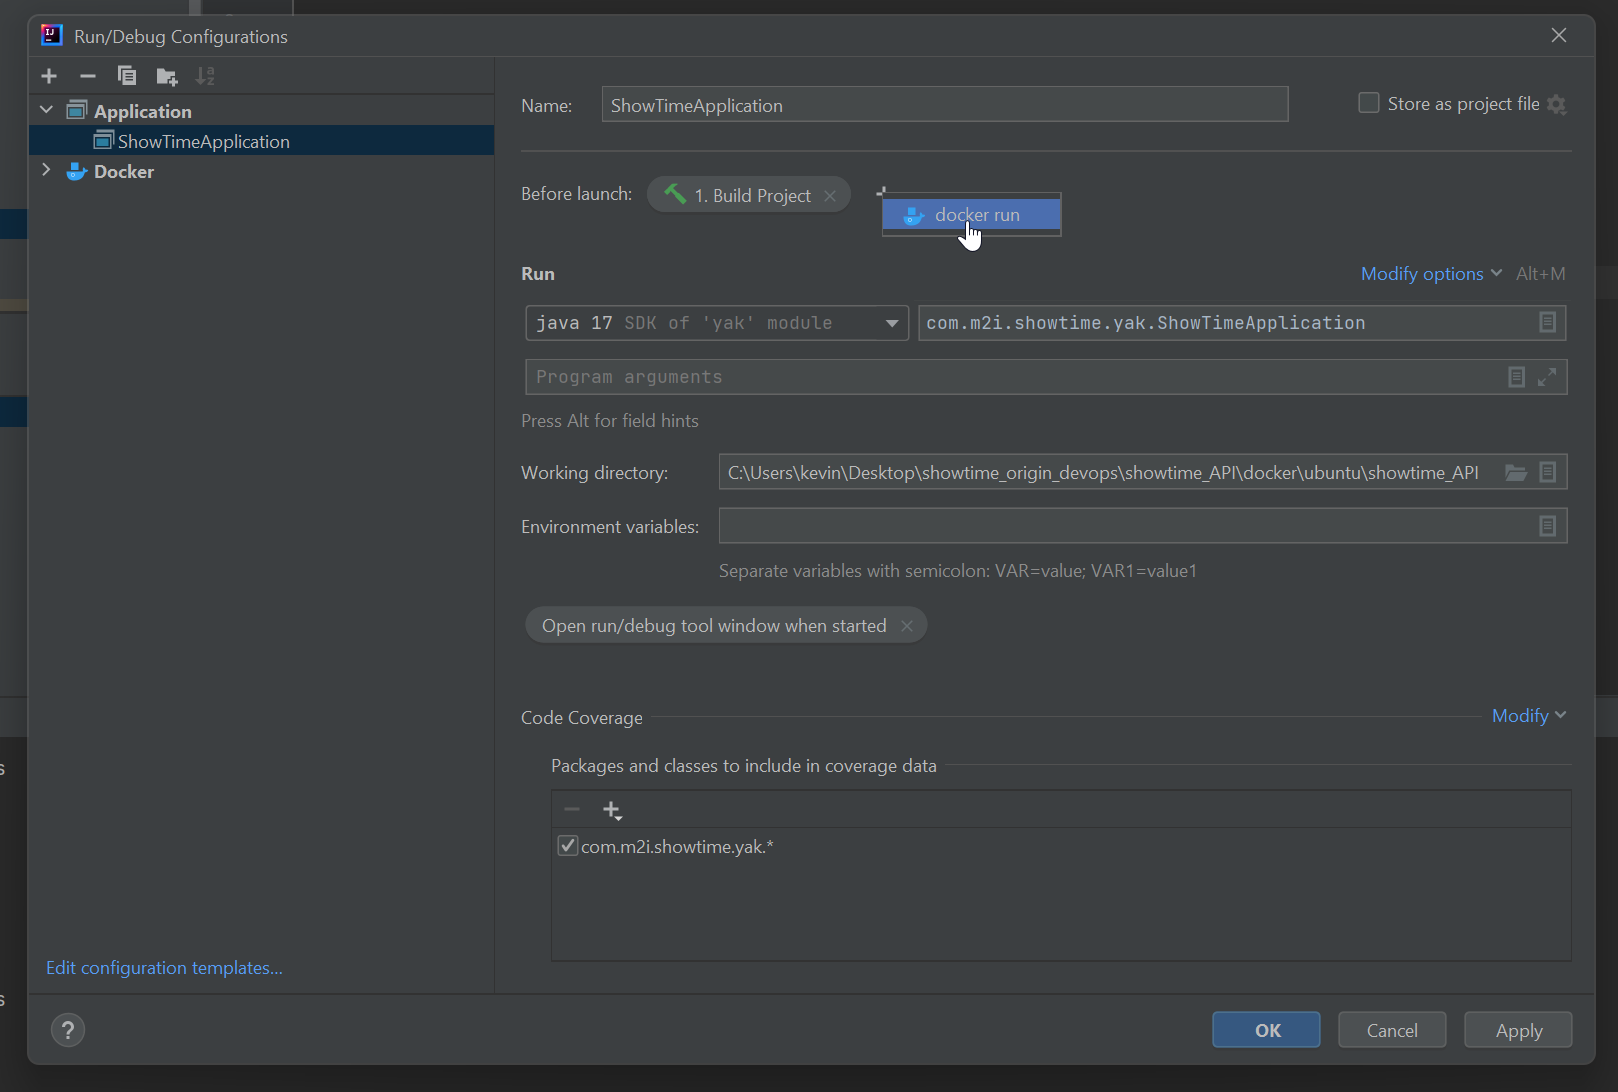 Run/Debug Configurations
Application
ShowTimeApplication
Docker
Edit configuration templates...
Name:
ShowTimeApplication
Store as project file
Before launch:
1. Build Project
docker run
Run
Modify options
Alt+M
java 17 SDK of 'yak' module
com.m2i.showtime.yak.ShowTimeApplication
Program arguments
Press Alt for field hints
Working directory:
C:\Users\kevin\Desktop\showtime_origin_devops\showtime_API\docker\ubuntu\showtime_API
Environment variables:
Separate variables with semicolon: VAR=value; VAR1=value1
Open run/debug tool window when started
Code Coverage
Modify
Packages and classes to include in coverage data
com.m2i.showtime.yak.*
s
s
?
OK
Cancel
Apply